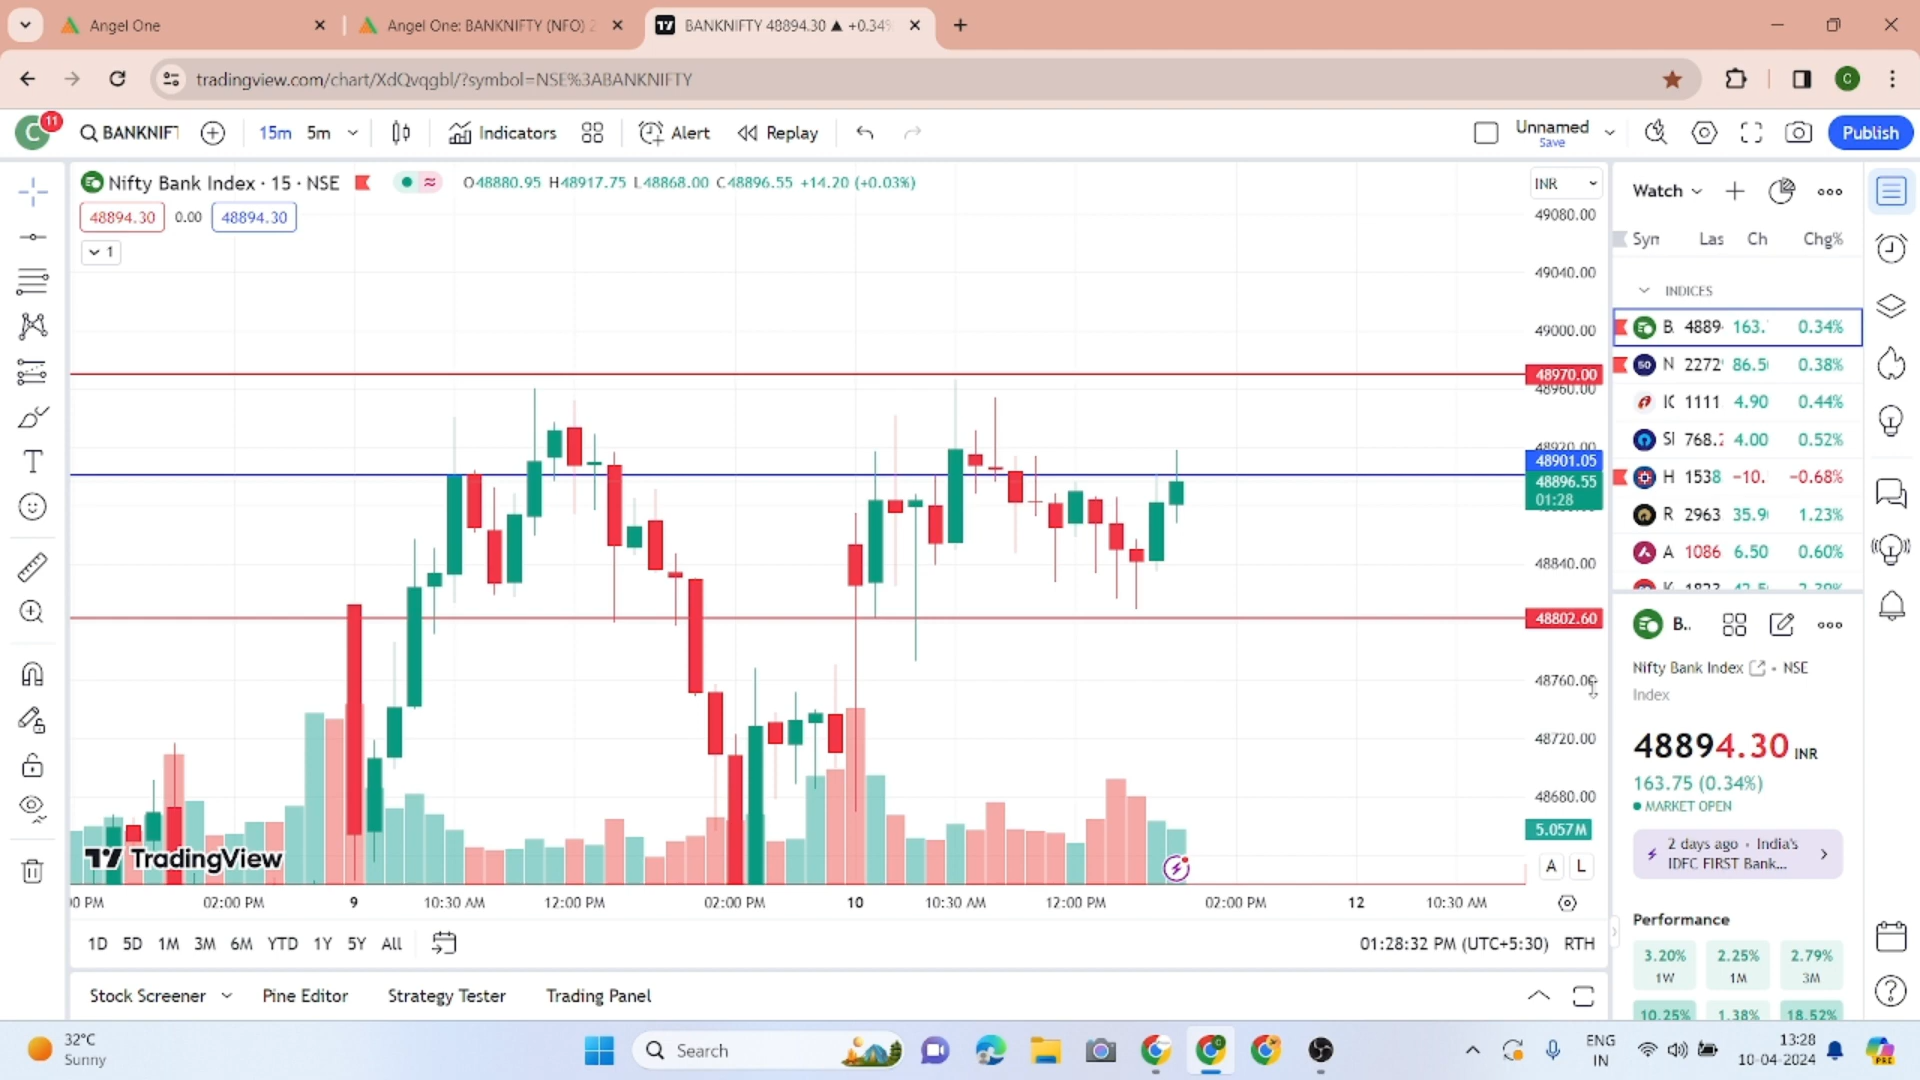 Angel One
Angel One: BANKNIFTY (NFO) 2
BANKNIFTY 48894.30 ▲ +0.34%
tradingview.com/chart/XdQvqgbl/?symbol=NSE%3ABANKNIFTY
C
C 11
BANKNIFT
15m 5m
Indicators
Alert
Replay
Unnamed
Save
Publish
Nifty Bank Index · 15 · NSE
O48880.95 H48917.75 L48868.00 C48896.55 +14.20 (+0.03%)
INR
48894.30 0.00 48894.30
1
49080.00
49040.00
49000.00
48970.00
48960.00
48920.00
48901.05
48896.55
01:28
48840.00
48802.60
48760.00
48720.00
48680.00
5.057M
A L
TradingView
02:00 PM 9 10:30 AM 12:00 PM 02:00 PM 10 10:30 AM 12:00 PM 02:00 PM 12 10:30 AM
1D 5D 1M 3M 6M YTD 1Y 5Y All
01:28:32 PM (UTC+5:30) RTH
Stock Screener Pine Editor Strategy Tester Trading Panel
Watch
Syn Las Ch Chg%
INDICES
B. 4889 163. 0.34%
50 N 2272 86.5 0.38%
IC 1111 4.90 0.44%
SI 768. 4.00 0.52%
H 1538 -10. −0.68%
R 2963 35.9 1.23%
A 1086 6.50 0.60%
B..
Nifty Bank Index • NSE
Index
48894.30 INR
163.75 (0.34%)
MARKET OPEN
2 days ago • India's
IDFC FIRST Bank...
Performance
3.20% 2.25% 2.79%
1W 1M 3M
10.25% 1.38% 18.52%
32°C
Sunny
Search
ENG
IN
13:28
10-04-2024
PRE